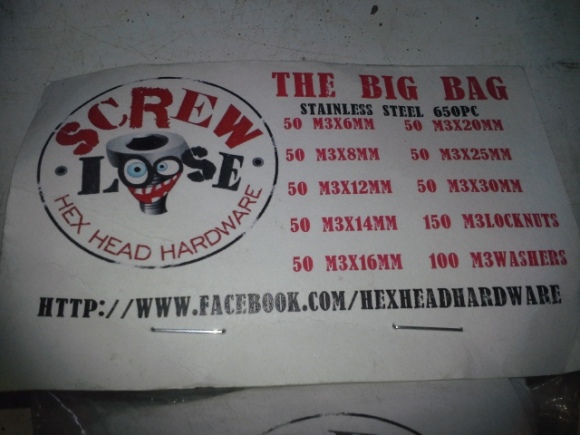 SCREW
LOOSE
HEX HEAD HARDWARE
THE BIG BAG
STAINLESS STEEL 650PC
50 M3X6MM 50 M3X20MM
50 M3X8MM 50 M3X25MM
50 M3X12MM 50 M3X30MM
50 M3X14MM 150 M3LOCKNUTS
50 M3X16MM 100 M3WASHERS
HTTP://WWW.FACEBOOK.COM/HEXHEADHARDWARE